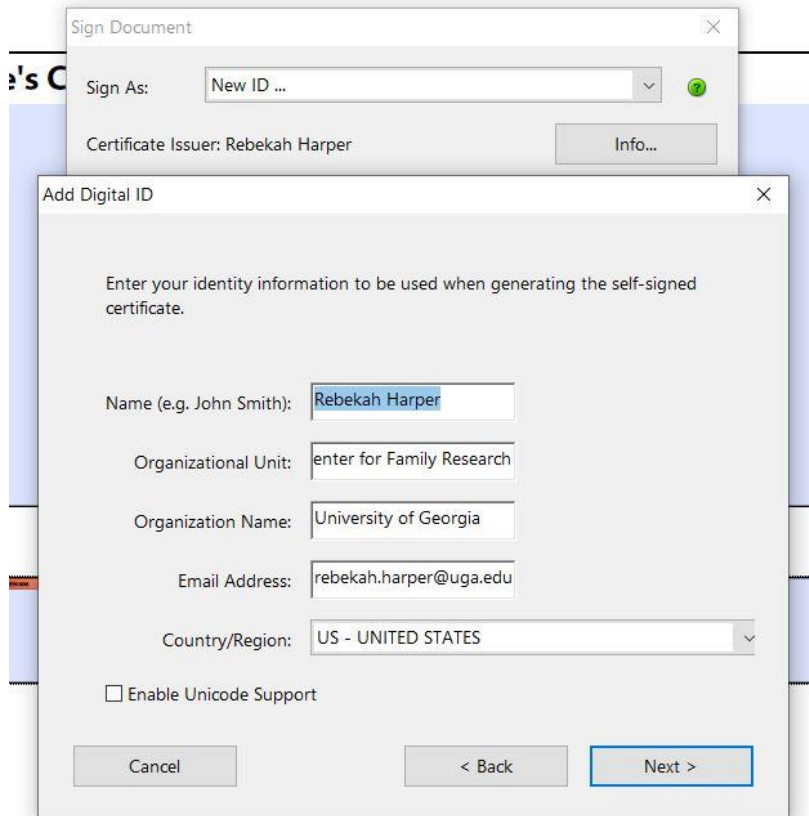 Sign Document
e's C
Sign As: New ID ...
Certificate Issuer: Rebekah Harper Info...
Add Digital ID
Enter your identity information to be used when generating the self-signed
certificate.
Name (e.g. John Smith): Rebekah Harper
Organizational Unit: enter for Family Research
Organization Name: University of Georgia
Email Address: rebekah.harper@uga.edu
Country/Region: US - UNITED STATES
Enable Unicode Support
Cancel < Back Next >